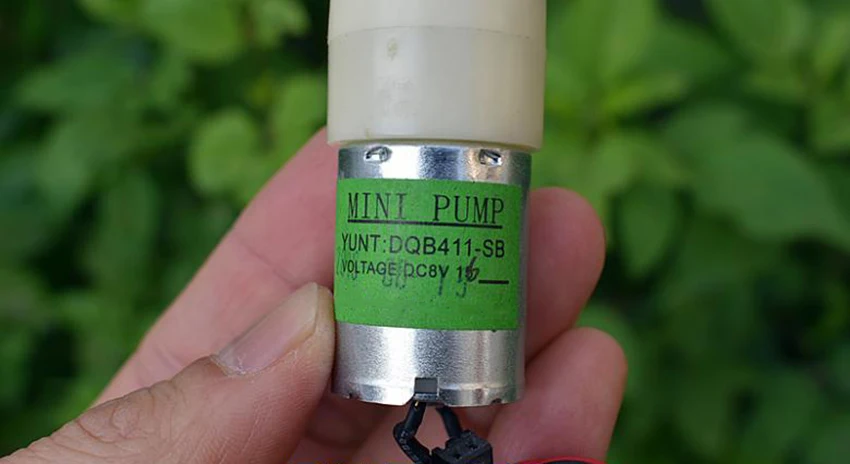 MINI PUMP
YUNT:DQB411-SB
VOLTAGE:DC8V